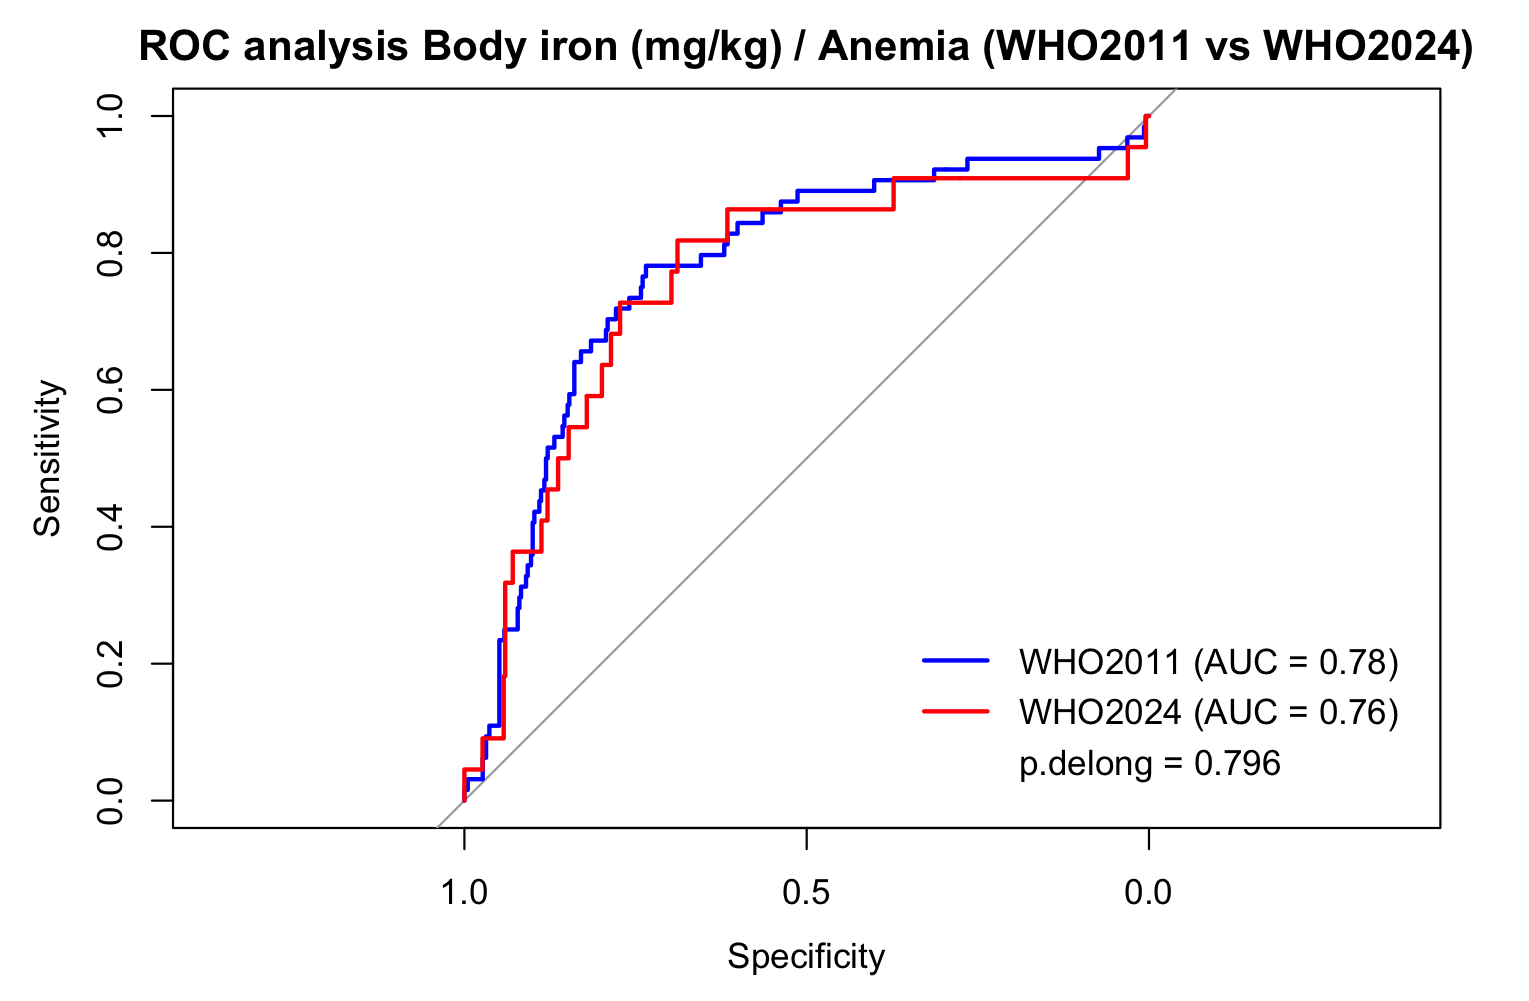 ROC analysis Body iron (mg/kg) / Anemia (WHO2011 vs WHO2024)
Sensitivity
1.0
0.8
0.6
0.4
0.2
0.0
WHO2011 (AUC = 0.78)
WHO2024 (AUC = 0.76)
p.delong = 0.796
1.0 0.5 0.0
Specificity